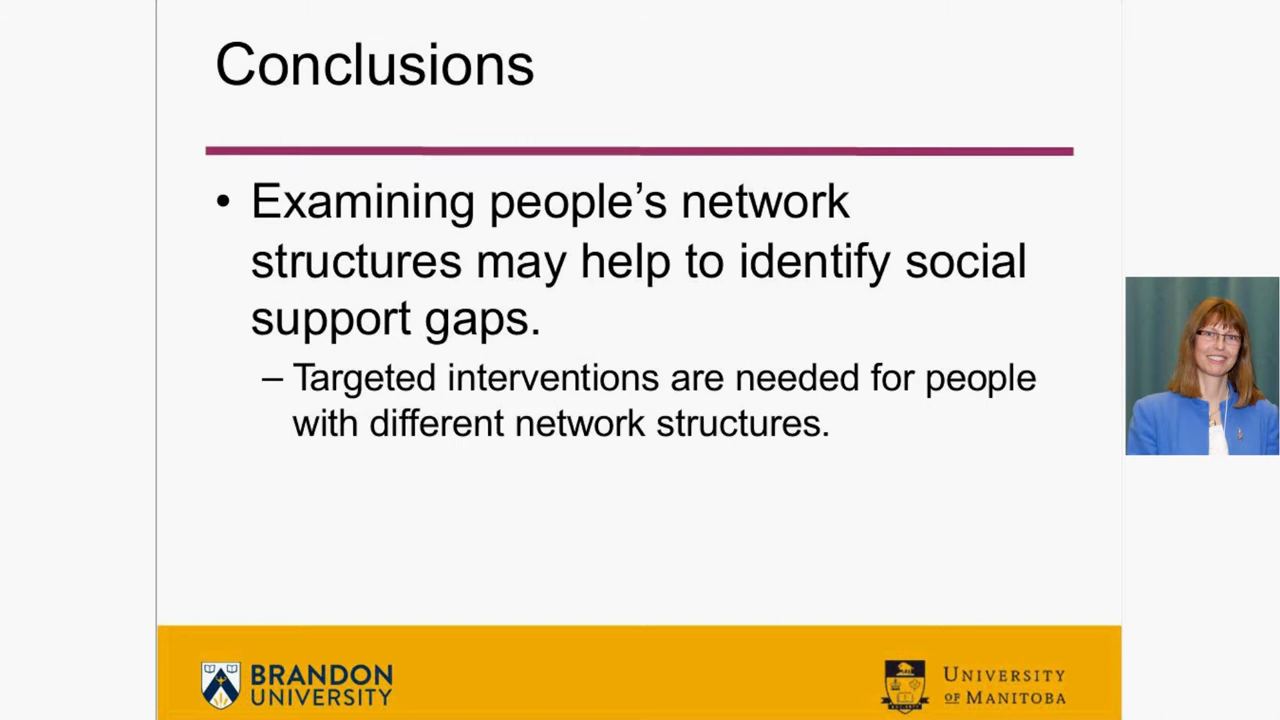 Conclusions
• Examining people’s network
structures may help to identify social
support gaps.
– Targeted interventions are needed for people
with different network structures.
BRANDON
UNIVERSITY
UNIVERSITY
OF MANITOBA